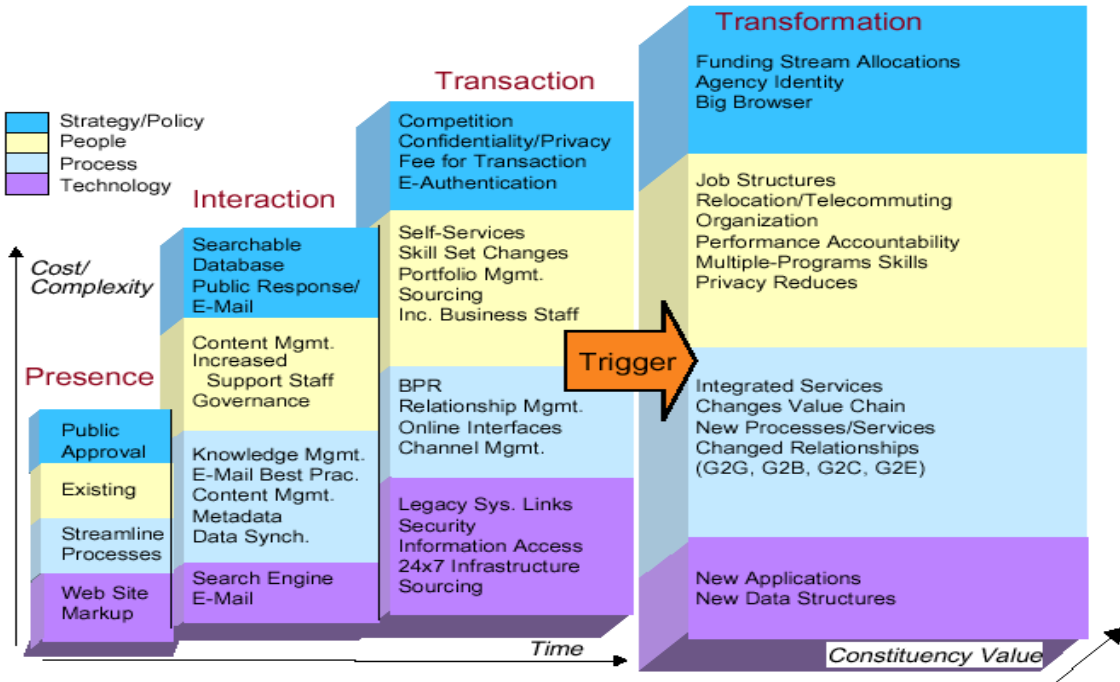 Transformation
Funding Stream Allocations
Agency Identity
Big Browser
Job Structures
Relocation/Telecommuting
Organization
Performance Accountability
Multiple-Programs Skills
Privacy Reduces
Integrated Services
Changes Value Chain
New Processes/Services
Changed Relationships
(G2G, G2B, G2C, G2E)
New Applications
New Data Structures
Constituency Value
Transaction
Competition
Confidentiality/Privacy
Fee for Transaction
E-Authentication
Self-Services
Skill Set Changes
Portfolio Mgmt.
Sourcing
Inc. Business Staff
Trigger
BPR
Relationship Mgmt.
Online Interfaces
Channel Mgmt.
Legacy Sys. Links
Security
Information Access
24x7 Infrastructure
Sourcing
Time
Strategy/Policy
People
Process
Technology
Interaction
Searchable
Database
Public Response/
E-Mail
Content Mgmt.
Increased
Support Staff
Governance
Knowledge Mgmt.
E-Mail Best Prac.
Content Mgmt.
Metadata
Data Synch.
Search Engine
E-Mail
Cost/
Complexity
Presence
Public
Approval
Existing
Streamline
Processes
Web Site
Markup